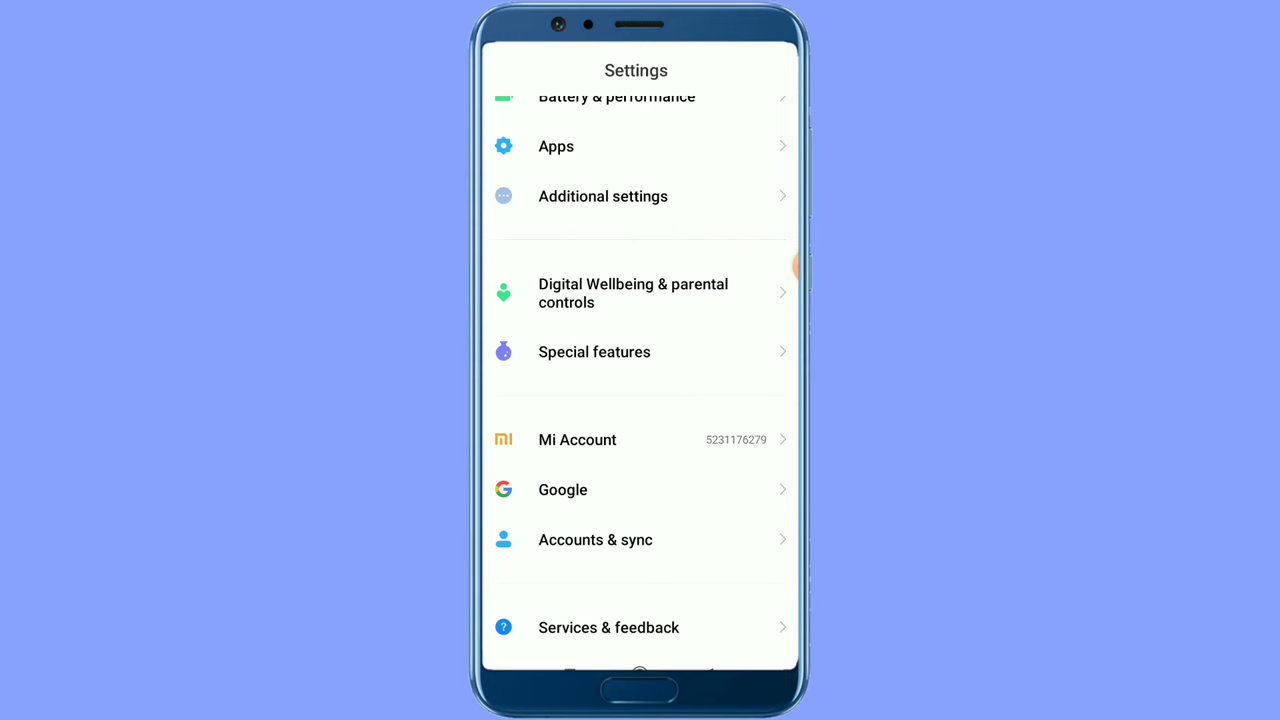 Settings
Battery & performance
Apps
Additional settings
Digital Wellbeing & parental
controls
Special features
Mi Account 5231176279
Google
Accounts & sync
Services & feedback